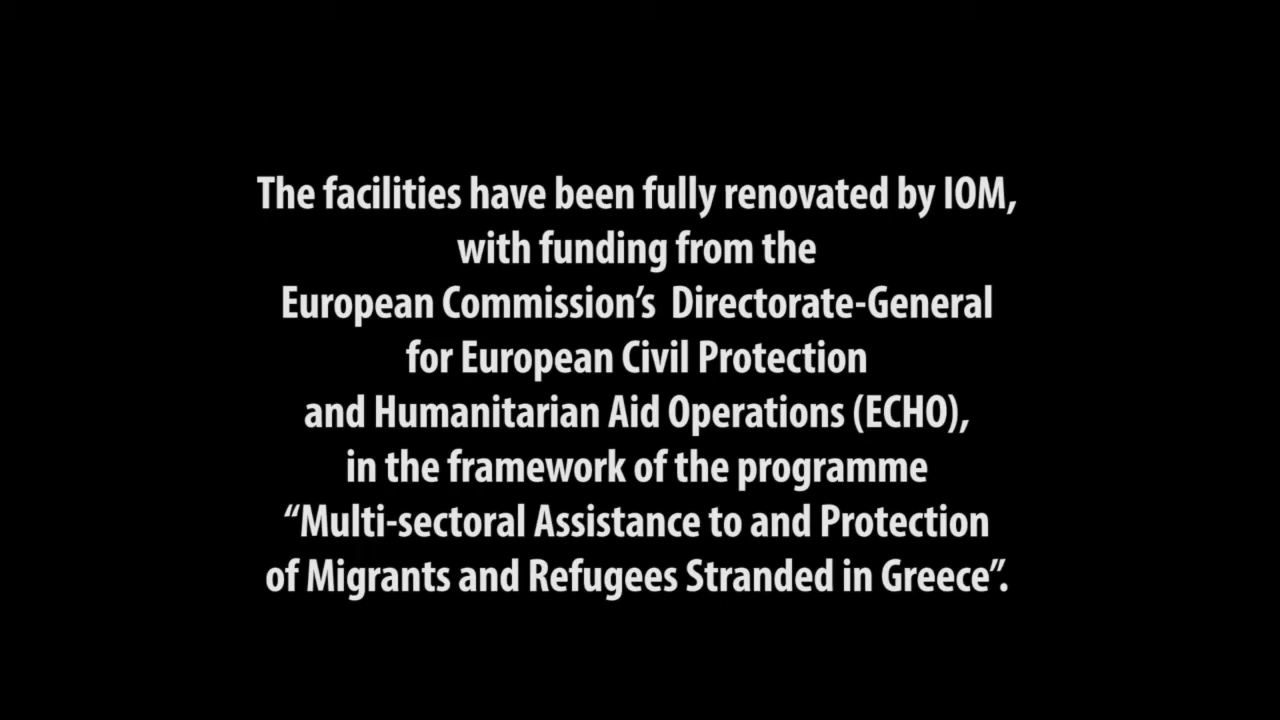 The facilities have been fully renovated by IOM,
with funding from the
European Commission’s  Directorate-General
for European Civil Protection
and Humanitarian Aid Operations (ECHO),
in the framework of the programme
“Multi-sectoral Assistance to and Protection
of Migrants and Refugees Stranded in Greece”.